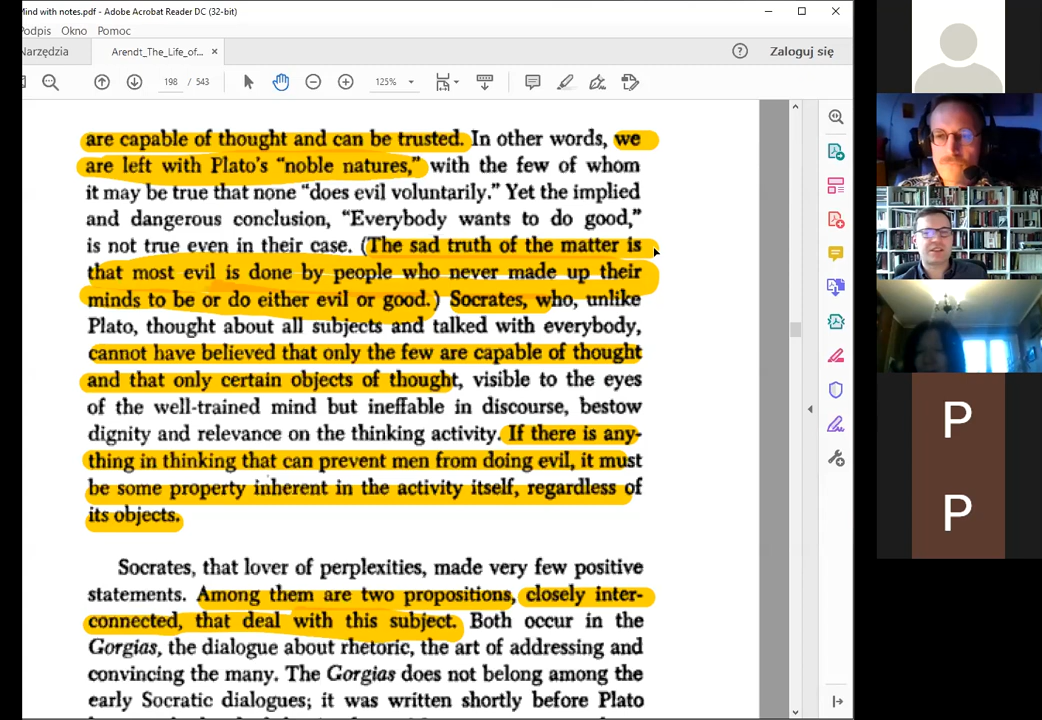 Mind with notes.pdf - Adobe Acrobat Reader DC (32-bit)
Podpis Okno Pomoc
Narzędzia Arendt_The_Life_of... × Zaloguj się
198 / 543 125%
are capable of thought and can be trusted. In other words, we
are left with Plato's “noble natures,” with the few of whom
it may be true that none “does evil voluntarily.” Yet the implied
and dangerous conclusion, “Everybody wants to do good,”
is not true even in their case. (The sad truth of the matter is
that most evil is done by people who never made up their
minds to be or do either evil or good.) Socrates, who, unlike
Plato, thought about all subjects and talked with everybody,
cannot have believed that only the few are capable of thought
and that only certain objects of thought, visible to the eyes
of the well-trained mind but ineffable in discourse, bestow
dignity and relevance on the thinking activity. If there is any-
thing in thinking that can prevent men from doing evil, it must
be some property inherent in the activity itself, regardless of
its objects.
Socrates, that lover of perplexities, made very few positive
statements. Among them are two propositions, closely inter-
connected, that deal with this subject. Both occur in the
Gorgias, the dialogue about rhetoric, the art of addressing and
convincing the many. The Gorgias does not belong among the
early Socratic dialogues; it was written shortly before Plato
P
P